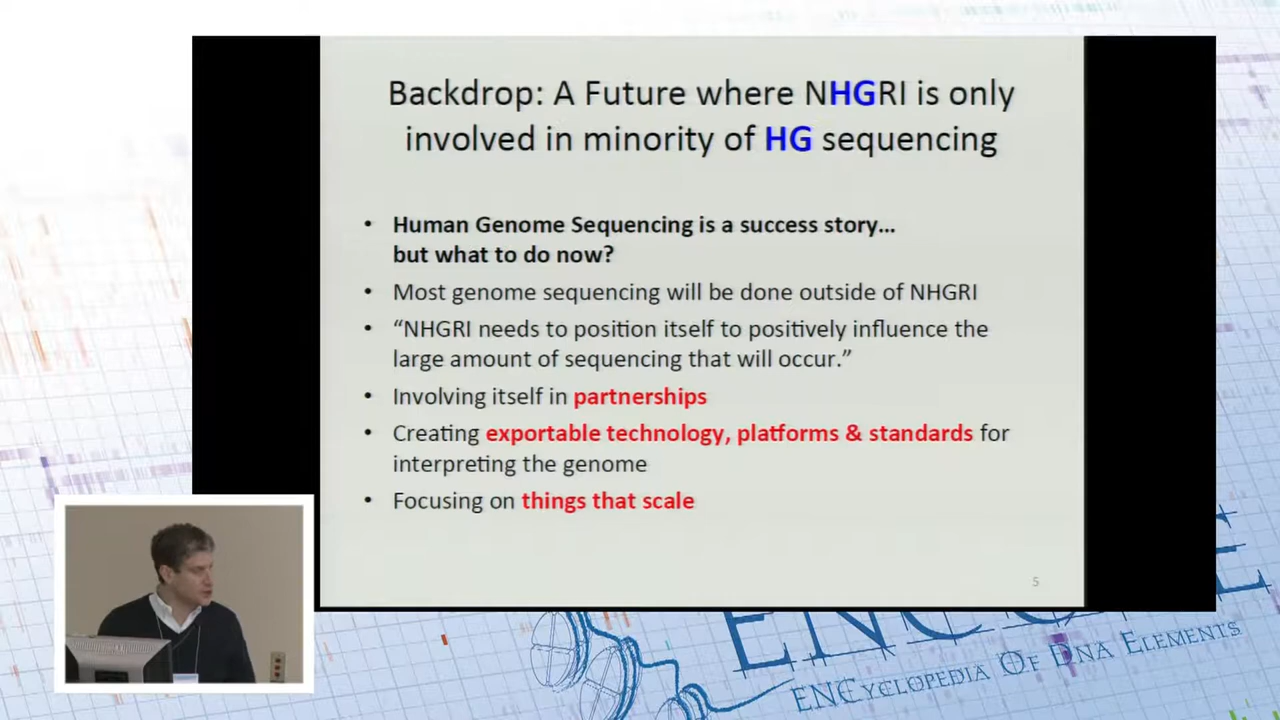 Backdrop: A Future where NHGRI is only
involved in minority of HG sequencing
• Human Genome Sequencing is a success story…
but what to do now?
• Most genome sequencing will be done outside of NHGRI
• “NHGRI needs to position itself to positively influence the
large amount of sequencing that will occur.”
• Involving itself in partnerships
• Creating exportable technology, platforms & standards for
interpreting the genome
• Focusing on things that scale
5
ENCyclopedia Of DNA Elements